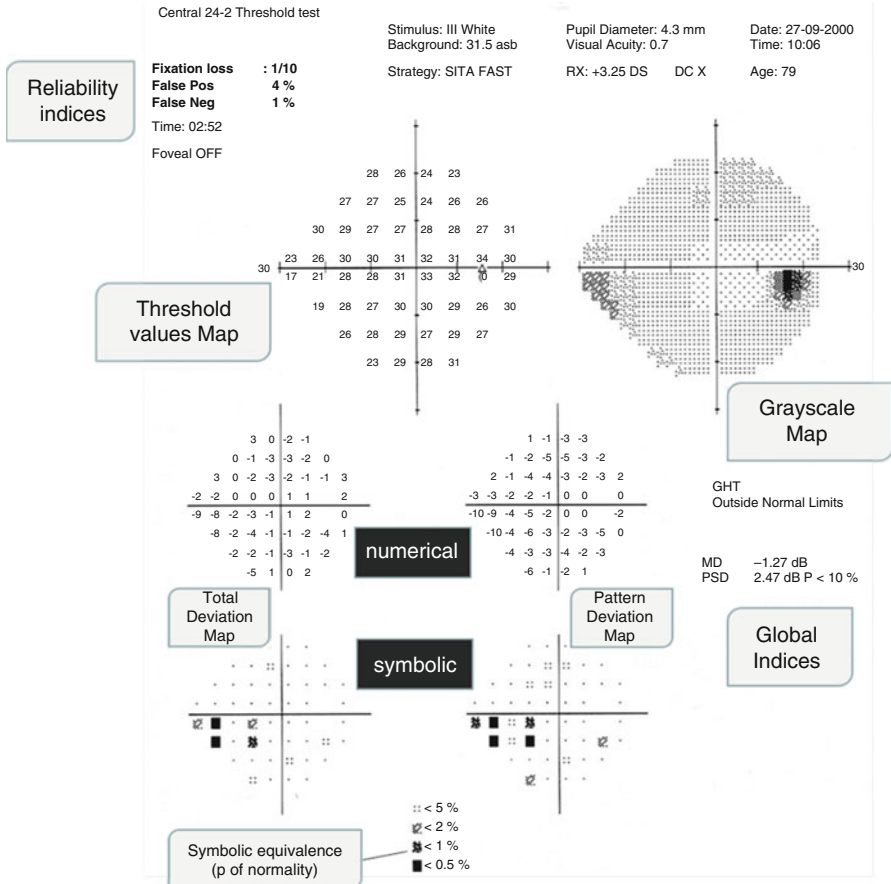 Central 24-2 Threshold test
Stimulus: III White
Background: 31.5 asb
Strategy: SITA FAST
Pupil Diameter: 4.3 mm
Visual Acuity: 0.7
RX: +3.25 DS DC X
Date: 27-09-2000
Time: 10:06
Age: 79
Reliability
indices
Fixation loss : 1/10
False Pos 4 %
False Neg 1 %
Time: 02:52
Foveal OFF
28 26 24 23
27 27 25 24 26 26
30 29 27 27 28 28 27 31
23 26 30 30 31 32 31 34 30
30
30
17 21 28 28 31 33 32 0 29
19 28 27 30 30 29 26 30
26 28 29 27 29 27
23 29 28 31
Threshold
values Map
Grayscale
Map
3 0 -2 -1
0 -1 -3 -3 -2 0
3 0 -2 -3 -2 -1 -1 3
-2 -2 0 0 0 1 1 2
-9 -8 -2 -3 -1 1 2 0
-8 -2 -4 -1 -1 -2 -4 1
-2 -2 -1 -3 -1 -2
-5 1 0 2
1 -1 -3 -3
-1 -2 -5 -5 -3 -2
2 -1 -4 -4 -3 -2 -3 2
-3 -3 -2 -2 -1 0 0 0
-10 -9 -4 -5 -2 0 0 -2
-10 -4 -6 -3 -2 -3 -5 0
-4 -3 -3 -4 -2 -3
-6 -1 -2 1
GHT
Outside Normal Limits
numerical
MD –1.27 dB
PSD 2.47 dB P < 10 %
Total
Deviation
Map
Pattern
Deviation
Map
Global
Indices
symbolic
< 5 %
< 2 %
< 1 %
< 0.5 %
Symbolic equivalence
(p of normality)